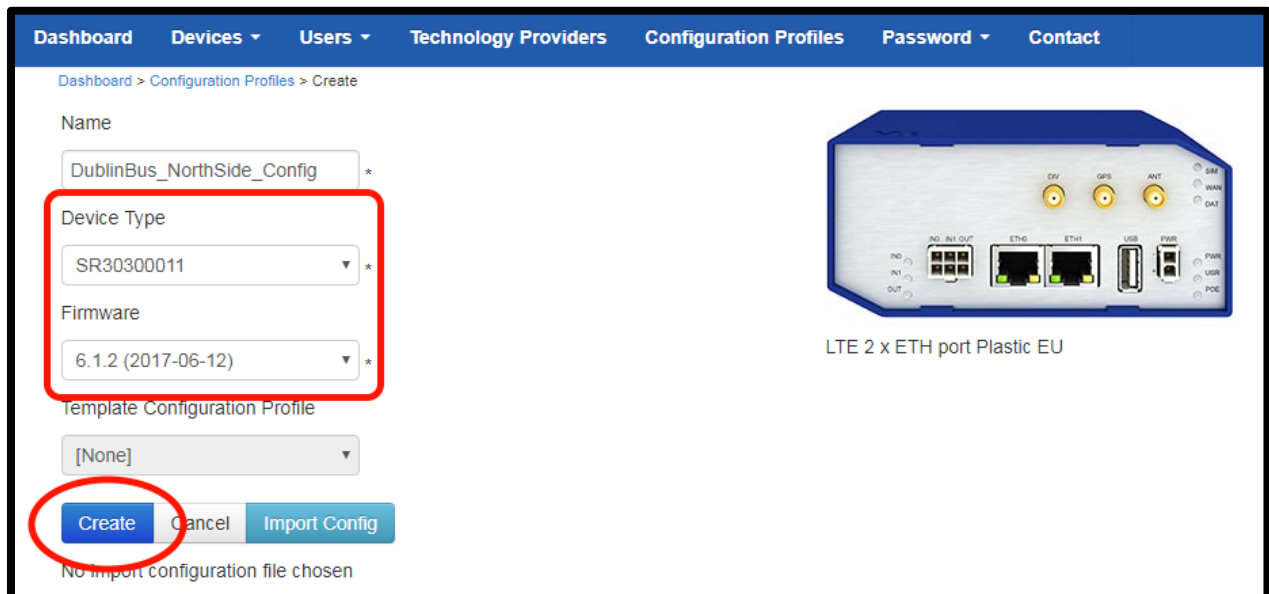 Dashboard Devices Users Technology Providers Configuration Profiles Password Contact
Dashboard > Configuration Profiles > Create
Name
DublinBus_NorthSide_Config *
Device Type
SR30300011 *
Firmware
6.1.2 (2017-06-12) *
Template Configuration Profile
[None]
Create Cancel Import Config
No import configuration file chosen
DIV GPS ANT
SIM
WAN
DAT
IN0 IN1 OUT ETH0 ETH1 USB PWR
IN0
IN1
OUT
PWR
USR
POE
LTE 2 x ETH port Plastic EU